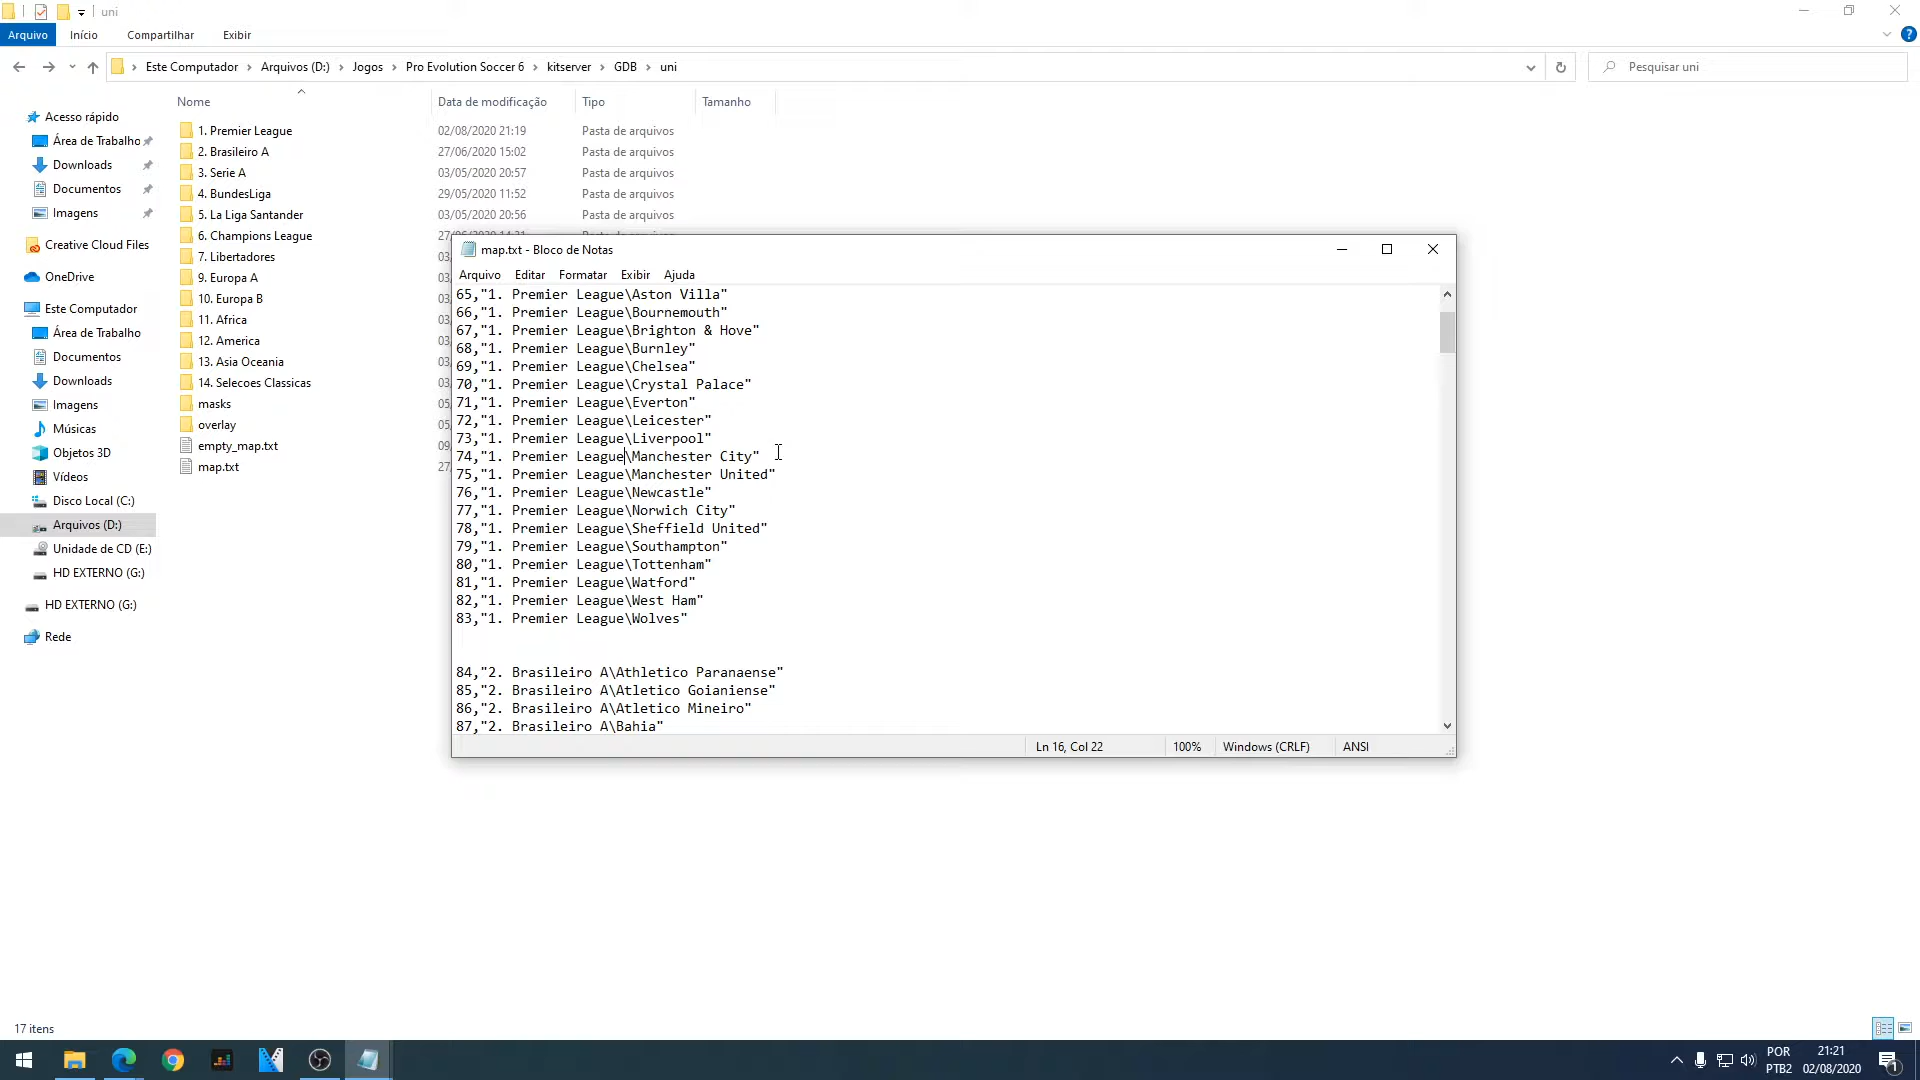 uni
Arquivo Início Compartilhar Exibir
Este Computador Arquivos (D:) Jogos Pro Evolution Soccer 6 kitserver GDB uni
Pesquisar uni
Nome Data de modificação Tipo Tamanho
Acesso rápido
Área de Trabalho
Downloads
Documentos
Imagens
Creative Cloud Files
OneDrive
Este Computador
Área de Trabalho
Documentos
Downloads
Imagens
Músicas
Objetos 3D
Vídeos
Disco Local (C:)
Arquivos (D:)
Unidade de CD (E:)
HD EXTERNO (G:)
HD EXTERNO (G:)
Rede
1. Premier League 02/08/2020 21:19 Pasta de arquivos
2. Brasileiro A 27/06/2020 15:02 Pasta de arquivos
3. Serie A 03/05/2020 20:57 Pasta de arquivos
4. BundesLiga 29/05/2020 11:52 Pasta de arquivos
5. La Liga Santander 03/05/2020 20:56 Pasta de arquivos
6. Champions League
7. Libertadores
9. Europa A
10. Europa B
11. Africa
12. America
13. Asia Oceania
14. Selecoes Classicas
masks
overlay
empty_map.txt
map.txt
map.txt - Bloco de Notas
Arquivo Editar Formatar Exibir Ajuda
65,"1. Premier League\Aston Villa"
66,"1. Premier League\Bournemouth"
67,"1. Premier League\Brighton & Hove"
68,"1. Premier League\Burnley"
69,"1. Premier League\Chelsea"
70,"1. Premier League\Crystal Palace"
71,"1. Premier League\Everton"
72,"1. Premier League\Leicester"
73,"1. Premier League\Liverpool"
74,"1. Premier League\Manchester City"
75,"1. Premier League\Manchester United"
76,"1. Premier League\Newcastle"
77,"1. Premier League\Norwich City"
78,"1. Premier League\Sheffield United"
79,"1. Premier League\Southampton"
80,"1. Premier League\Tottenham"
81,"1. Premier League\Watford"
82,"1. Premier League\West Ham"
83,"1. Premier League\Wolves"
84,"2. Brasileiro A\Athletico Paranaense"
85,"2. Brasileiro A\Atletico Goianiense"
86,"2. Brasileiro A\Atletico Mineiro"
87,"2. Brasileiro A\Bahia"
Ln 16, Col 22 100% Windows (CRLF) ANSI
17 itens
POR 21:21
PTB2 02/08/2020
1